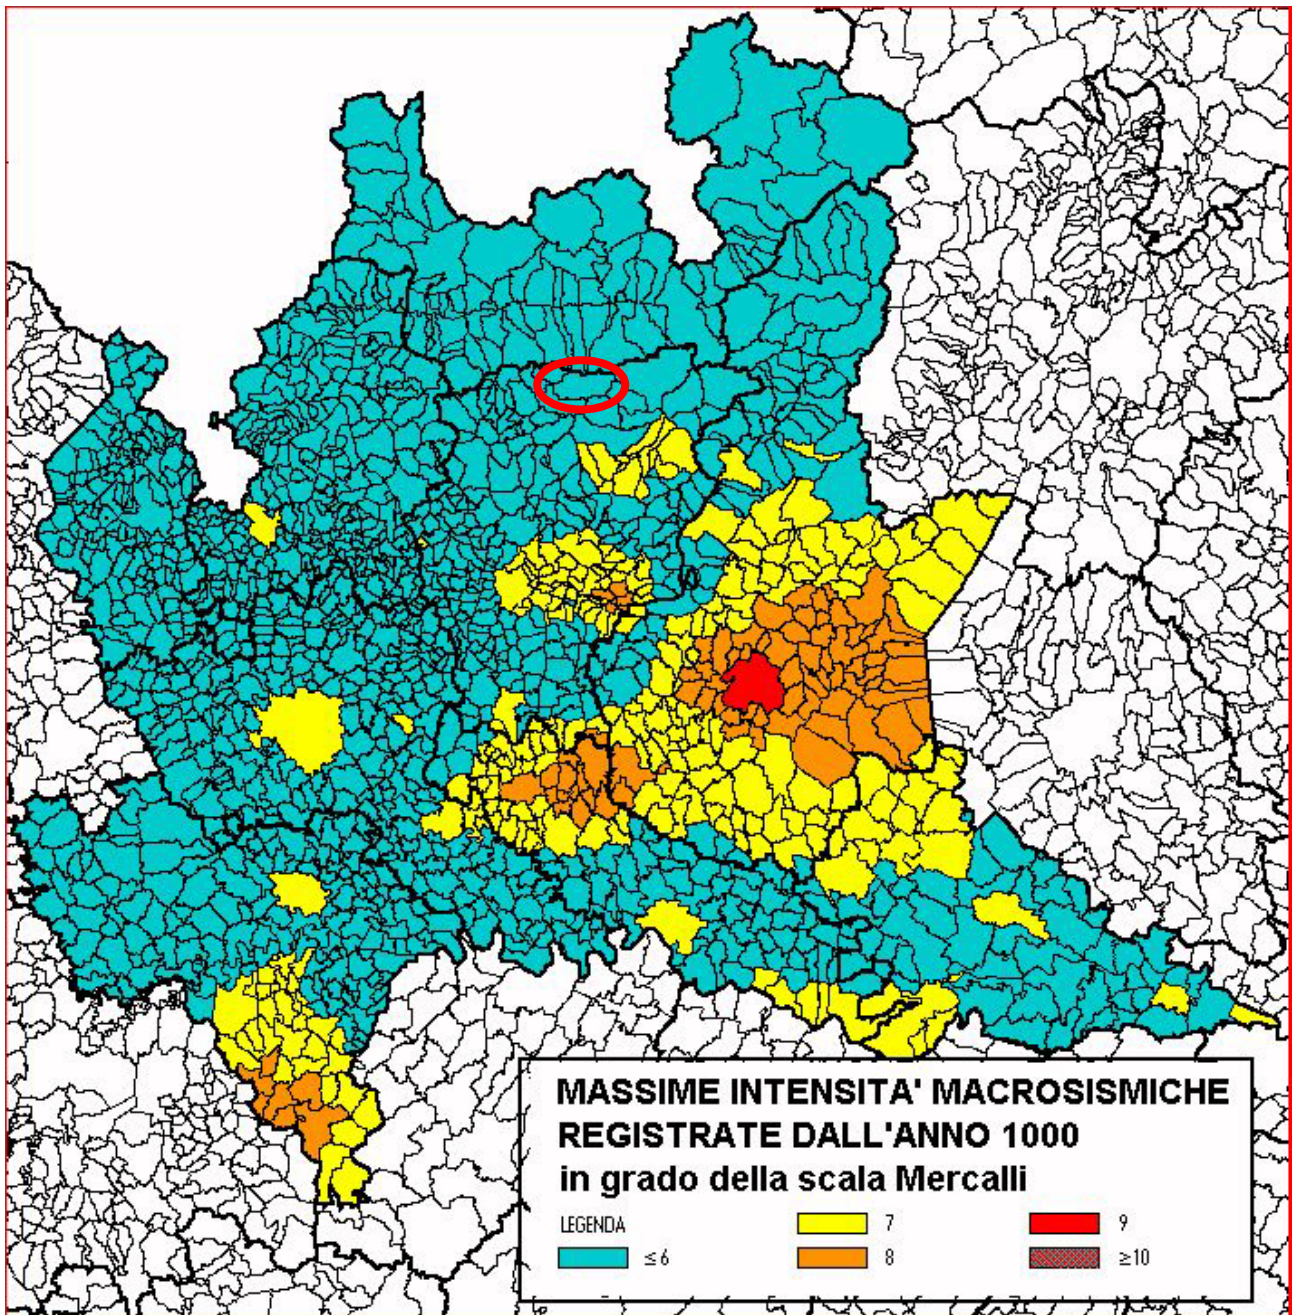 MASSIME INTENSITA' MACROSISMICHE
REGISTRATE DALL'ANNO 1000
in grado della scala Mercalli
LEGENDA
7
9
≤ 6
8
≥10